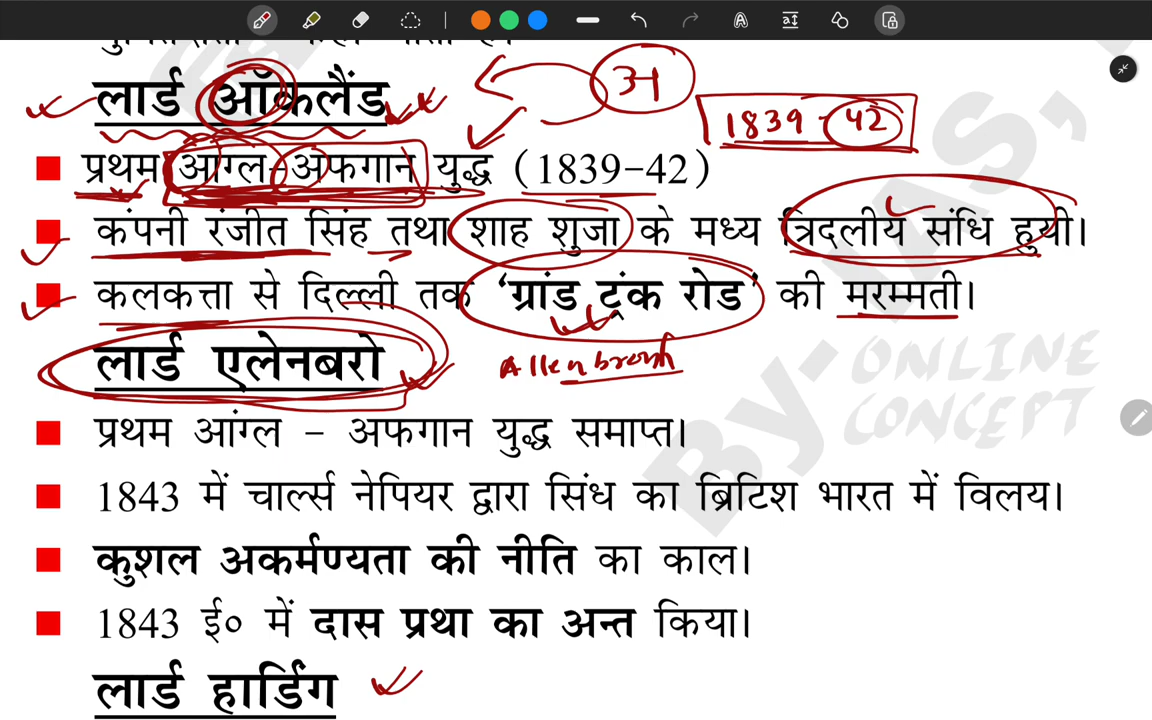 लार्ड ऑकलैंड
अ
1839 - 42
■ प्रथम आंग्ल-अफगान युद्ध (1839-42)
■ कंपनी रंजीत सिंह तथा शाह शुजा के मध्य त्रिदलीय संधि हुयी।
■ कलकत्ता से दिल्ली तक 'ग्रांड ट्रंक रोड' की मरम्मती।
लार्ड एलेनबरो
■ प्रथम आंग्ल – अफगान युद्ध समाप्त।
■ 1843 में चार्ल्स नेपियर द्वारा सिंध का ब्रिटिश भारत में विलय।
■ कुशल अकर्मण्यता की नीति का काल।
■ 1843 ई० में दास प्रथा का अन्त किया।
लार्ड हार्डिंग
By- IAS,
ONLINE
CONCEPT